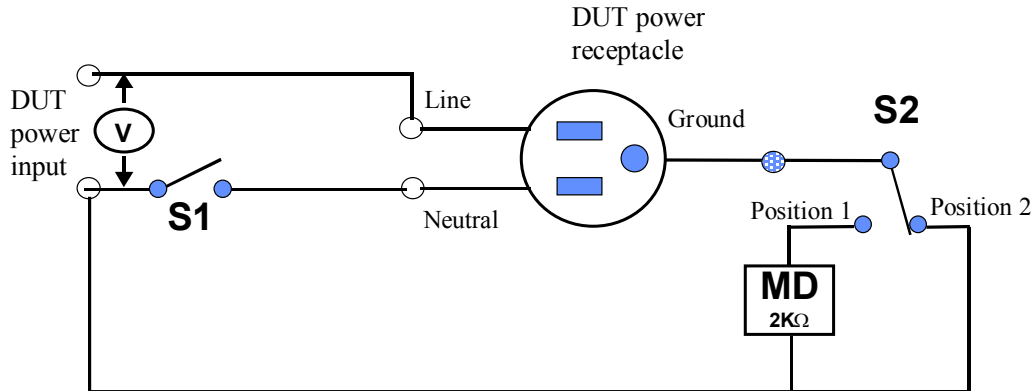 DUT power
receptacle
DUT
power
input
V
Line
Ground
S2
S1
Neutral
Position 1
Position 2
MD
2KΩ